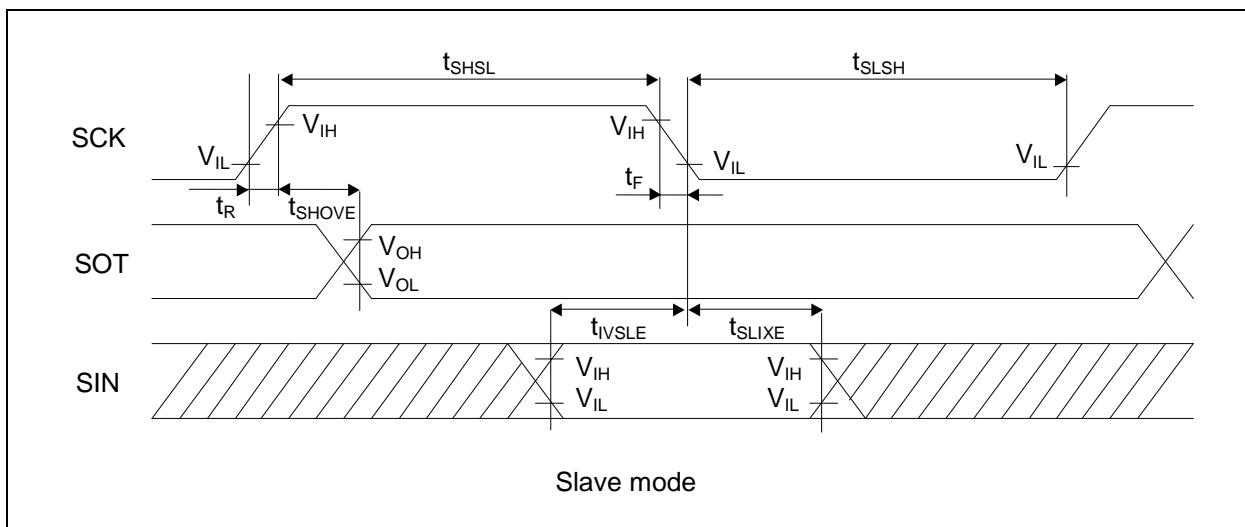 tSHSL
tSLSH
SCK
VIH
VIH
VIL
VIL
VIL
tF
tR
tSHOVE
SOT
VOH
VOL
tIVSLE
tSLIXE
SIN
VIH
VIH
VIL
VIL
Slave mode